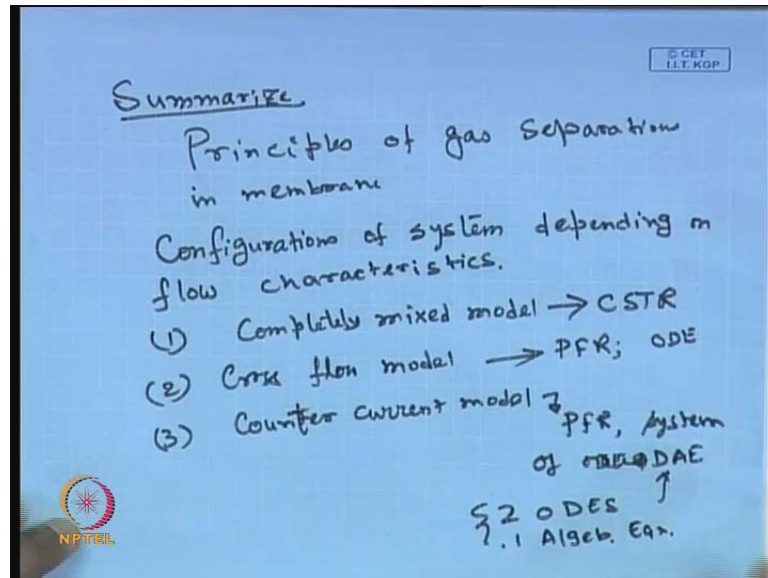 © CET
I.I.T. KGP
Summarize
Principles of gas separation
in membrane
Configurations of system depending on
flow characteristics.
(1) Completely mixed model → CSTR
(2) Cross flow model → PFR; ODE
(3) Counter current model → PFR, system
of DAE
{ 2 ODES
1 Algeb. Eqn.
NPTEL